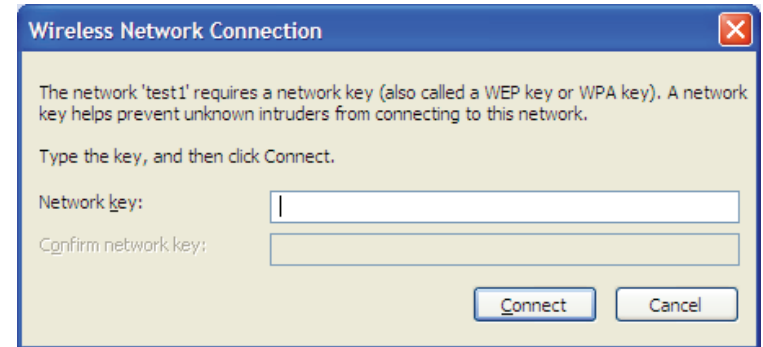 Wireless Network Connection
The network 'test1' requires a network key (also called a WEP key or WPA key). A network
key helps prevent unknown intruders from connecting to this network.
Type the key, and then click Connect.
Network key:
Confirm network key:
Connect Cancel